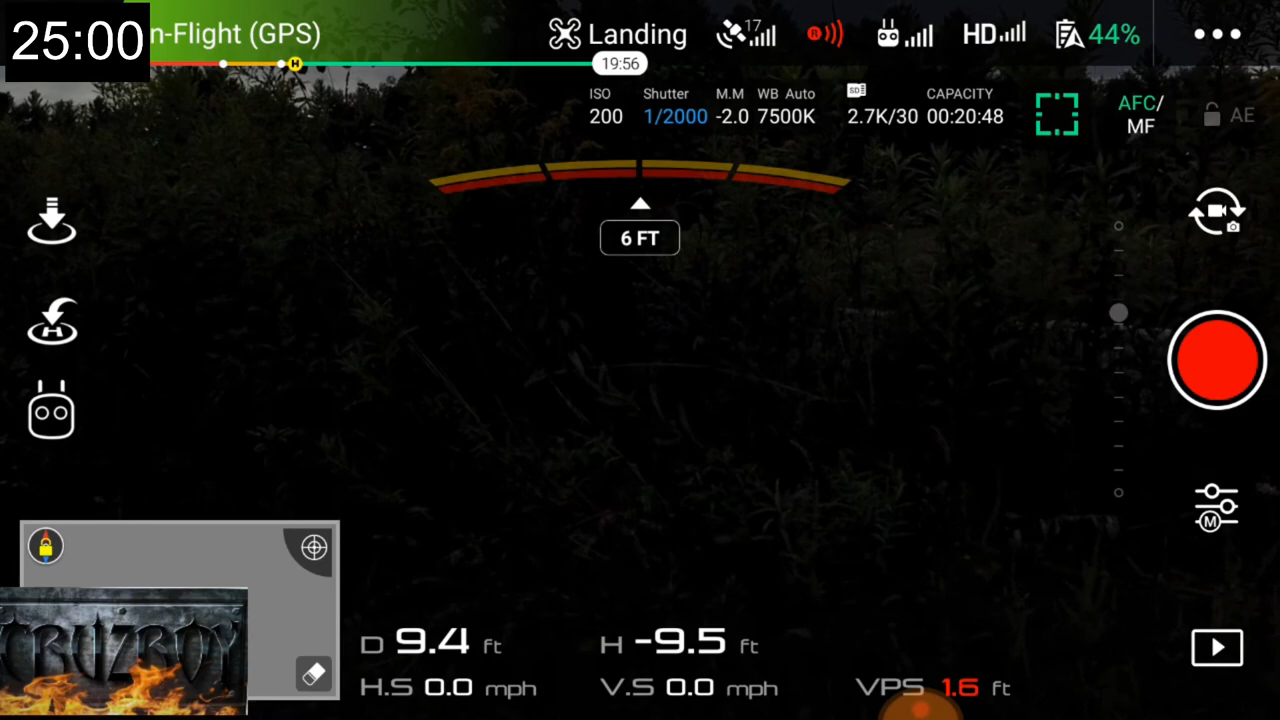 25:00
n-Flight (GPS)
Landing
17
R
HD
44%
H
19:56
ISO
200
Shutter
1/2000
M.M
-2.0
WB Auto
7500K
SD
2.7K/30
CAPACITY
00:20:48
AFC/
MF
AE
6 FT
H
M
CRUZBOY
D 9.4 ft
H -9.5 ft
H.S 0.0 mph
V.S 0.0 mph
VPS 1.6 ft